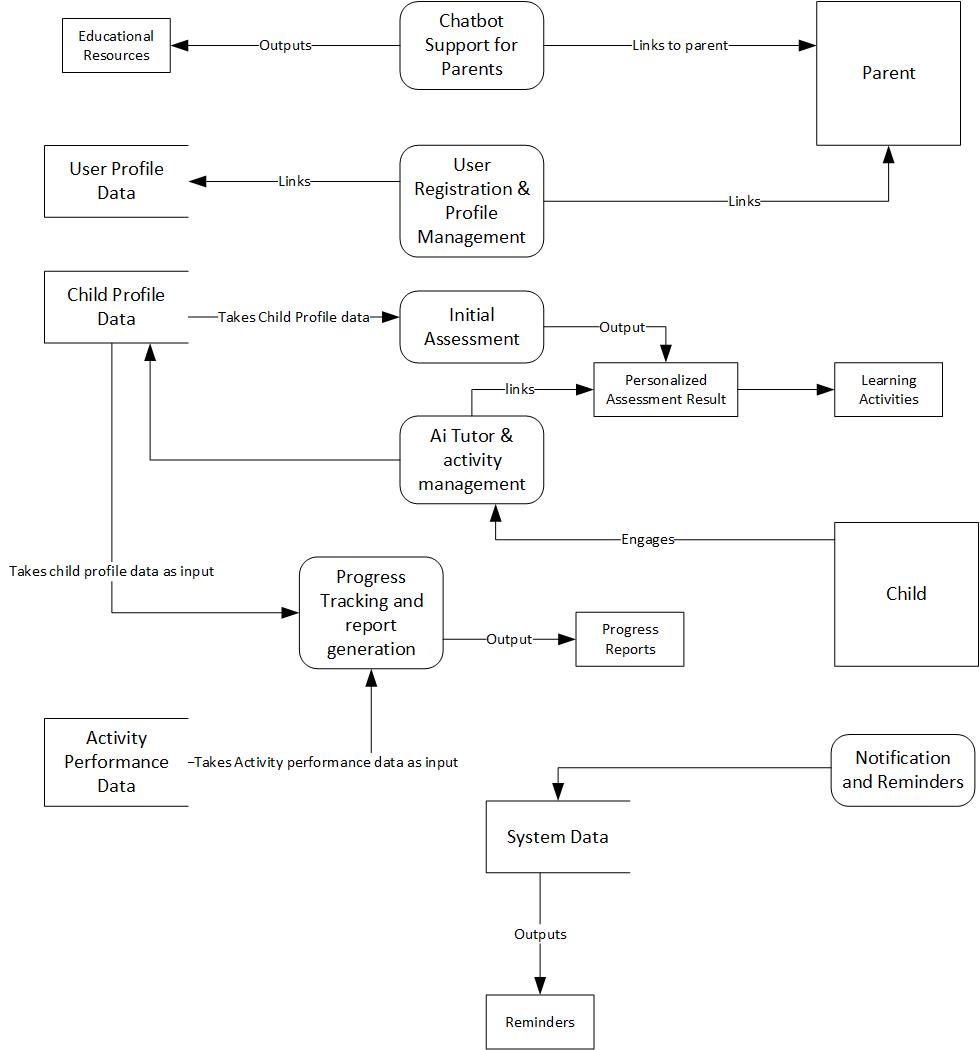 Chatbot
Support for
Parents
Educational
Resources
Outputs
Links to parent
Parent
User Profile
Data
Links
User
Registration &
Profile
Management
Links
Child Profile
Data
Takes Child Profile data
Initial
Assessment
Output
Personalized
Assessment Result
Learning
Activities
links
Ai Tutor &
activity
management
Engages
Child
Takes child profile data as input
Progress
Tracking and
report
generation
Output
Progress
Reports
Activity
Performance
Data
Takes Activity performance data as input
Notification
and Reminders
System Data
Outputs
Reminders